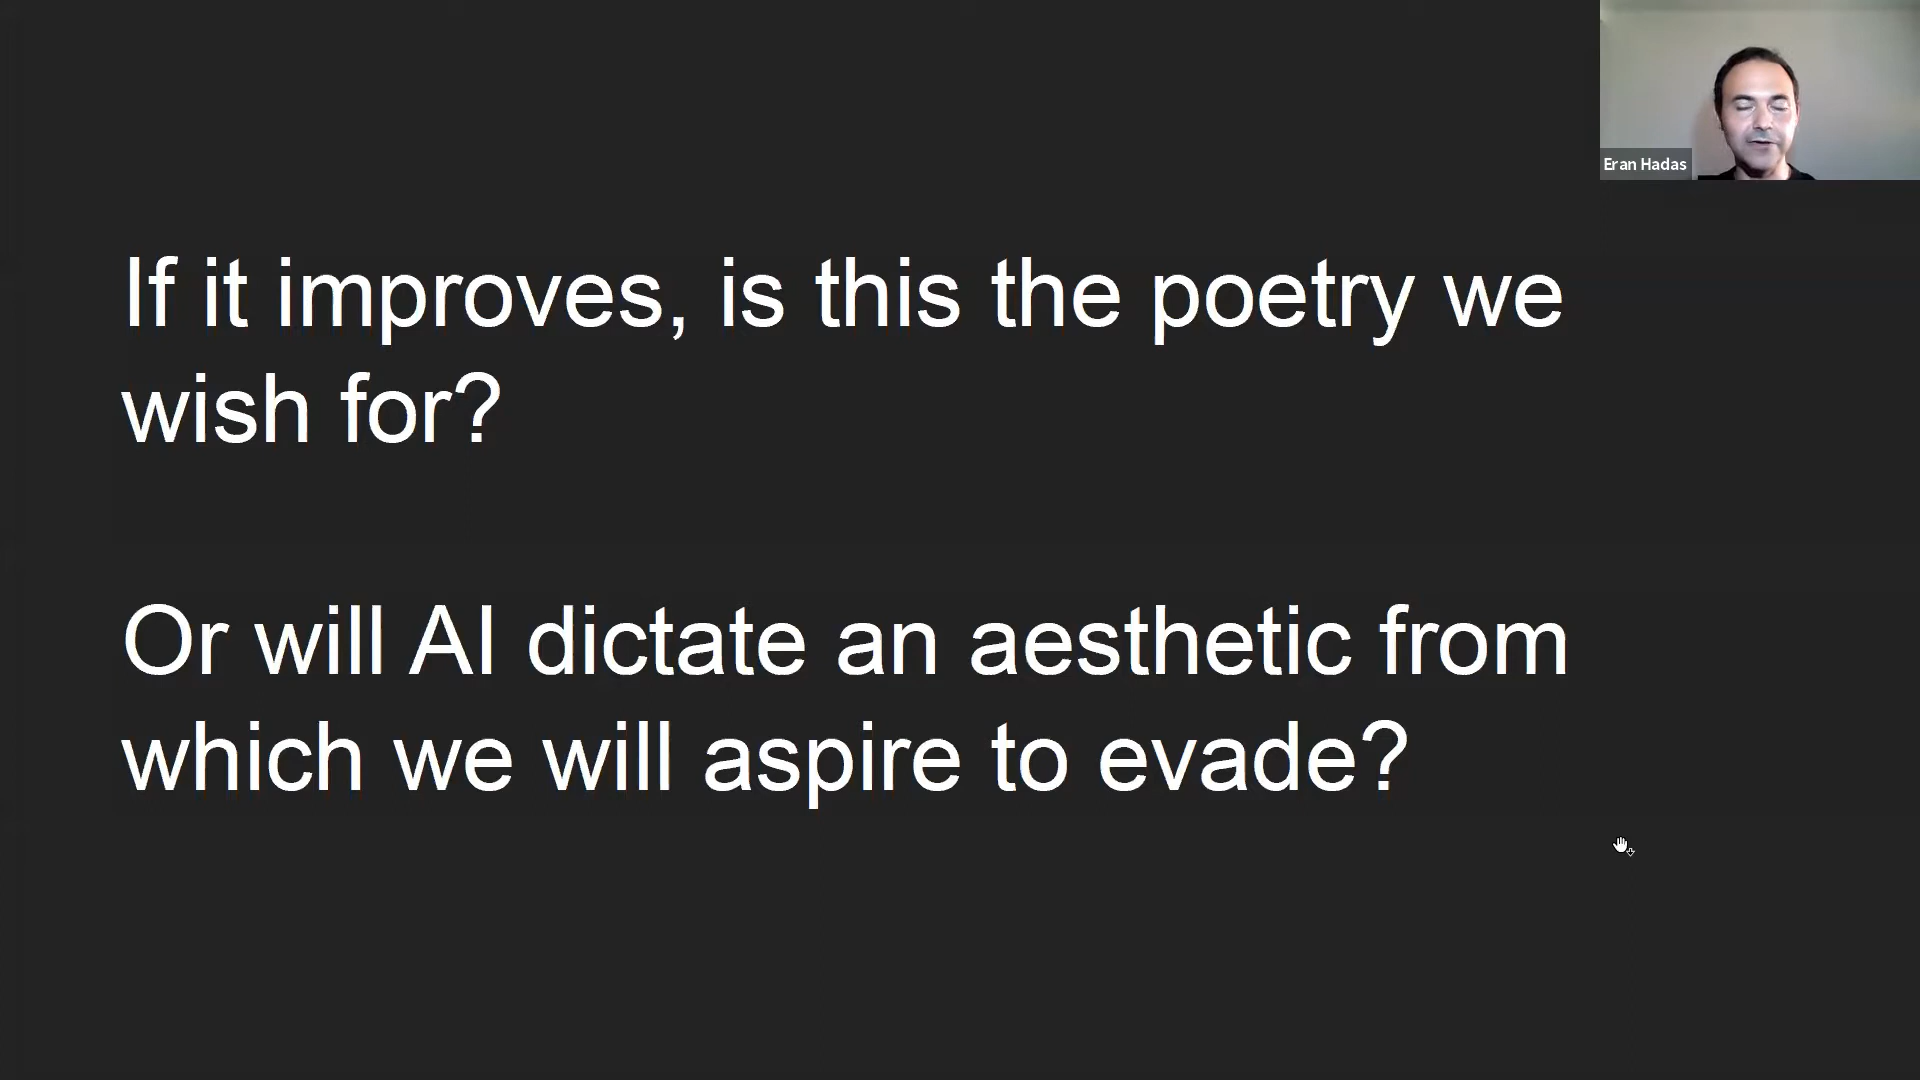 Eran Hadas
If it improves, is this the poetry we
wish for?
Or will AI dictate an aesthetic from
which we will aspire to evade?